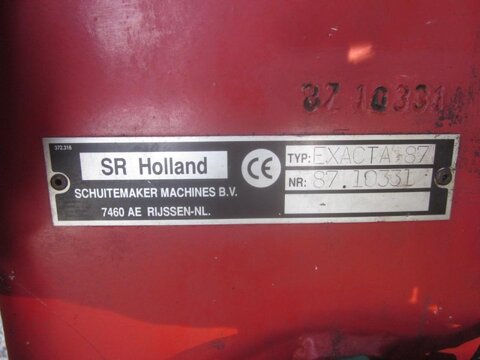 87 10331
372.316
SR Holland
SCHUITEMAKER MACHINES B.V.
7460 AE RIJSSEN-NL.
CE
TYP: EXACTA 87
NR: 87.10331